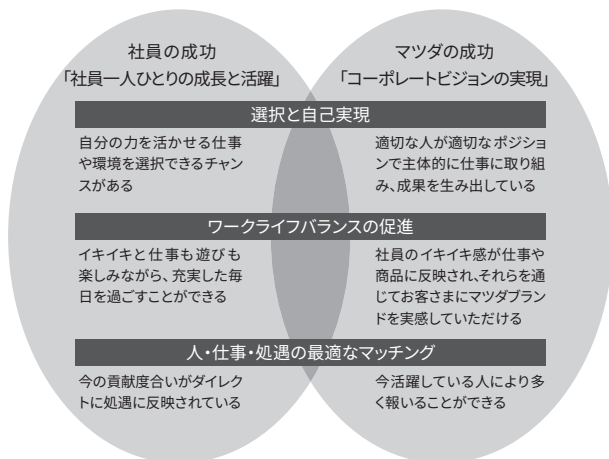 社員の成功
「社員一人ひとりの成長と活躍」
マツダの成功
「コーポレートビジョンの実現」
選択と自己実現
自分の力を活かせる仕事
や環境を選択できるチャン
スがある
適切な人が適切なポジショ
ンで主体的に仕事に取り組
み、成果を生み出している
ワークライフバランスの促進
イキイキと仕事も遊びも
楽しみながら、充実した毎
日を過ごすことができる
社員のイキイキ感が仕事や
商品に反映され、それらを通
じてお客さまにマツダブラン
ドを実感していただける
人・仕事・処遇の最適なマッチング
今の貢献度合いがダイレク
トに処遇に反映されている
今活躍している人により多
く報いることができる